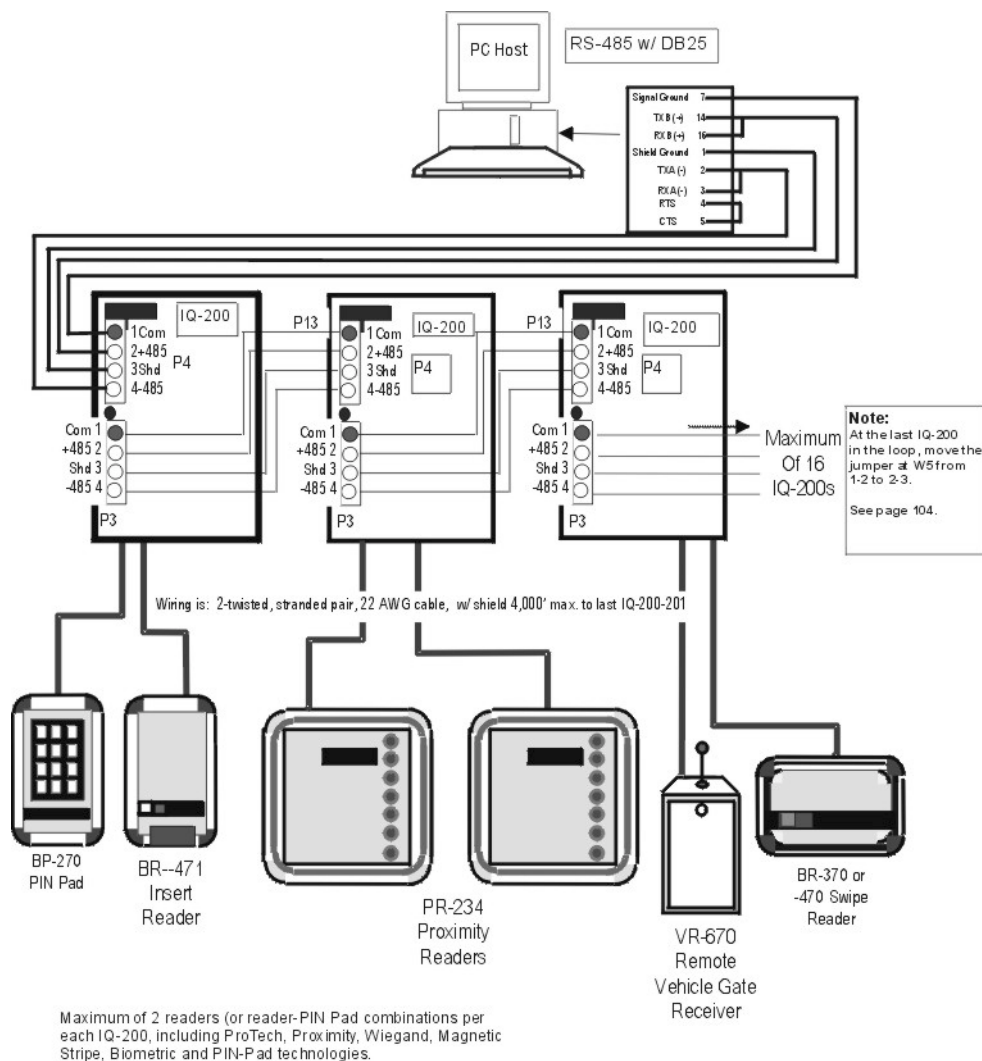 PC Host
RS-485 w/ DB25
Signal Ground 7
TXB (+) 14
RXB (+) 16
Shield Ground 1
TXA (-) 2
RXA (-) 3
RTS 4
CTS 5
IQ-200
1 Com
2+485
3 Shd
4-485
P4
Com 1
+485 2
Shd 3
-485 4
P3
P13
IQ-200
1 Com
2+485
3 Shd
4-485
P4
Com 1
+485 2
Shd 3
-485 4
P3
P13
IQ-200
1 Com
2+485
3 Shd
4-485
P4
Com 1
+485 2
Shd 3
-485 4
P3
Maximum
Of 16
IQ-200s
Note:
At the last IQ-200
in the loop, move the
jumper at W5 from
1-2 to 2-3.
See page 104.
Wiring is: 2-twisted, stranded pair, 22 AWG cable, w/ shield 4,000' max. to last IQ-200-201
BP-270
PIN Pad
BR--471
Insert
Reader
PR-234
Proximity
Readers
VR-670
Remote
Vehicle Gate
Receiver
BR-370 or
-470 Swipe
Reader
Maximum of 2 readers (or reader-PIN Pad combinations per
each IQ-200, including ProTech, Proximity, Wiegand, Magnetic
Stripe, Biometric and PIN-Pad technologies.